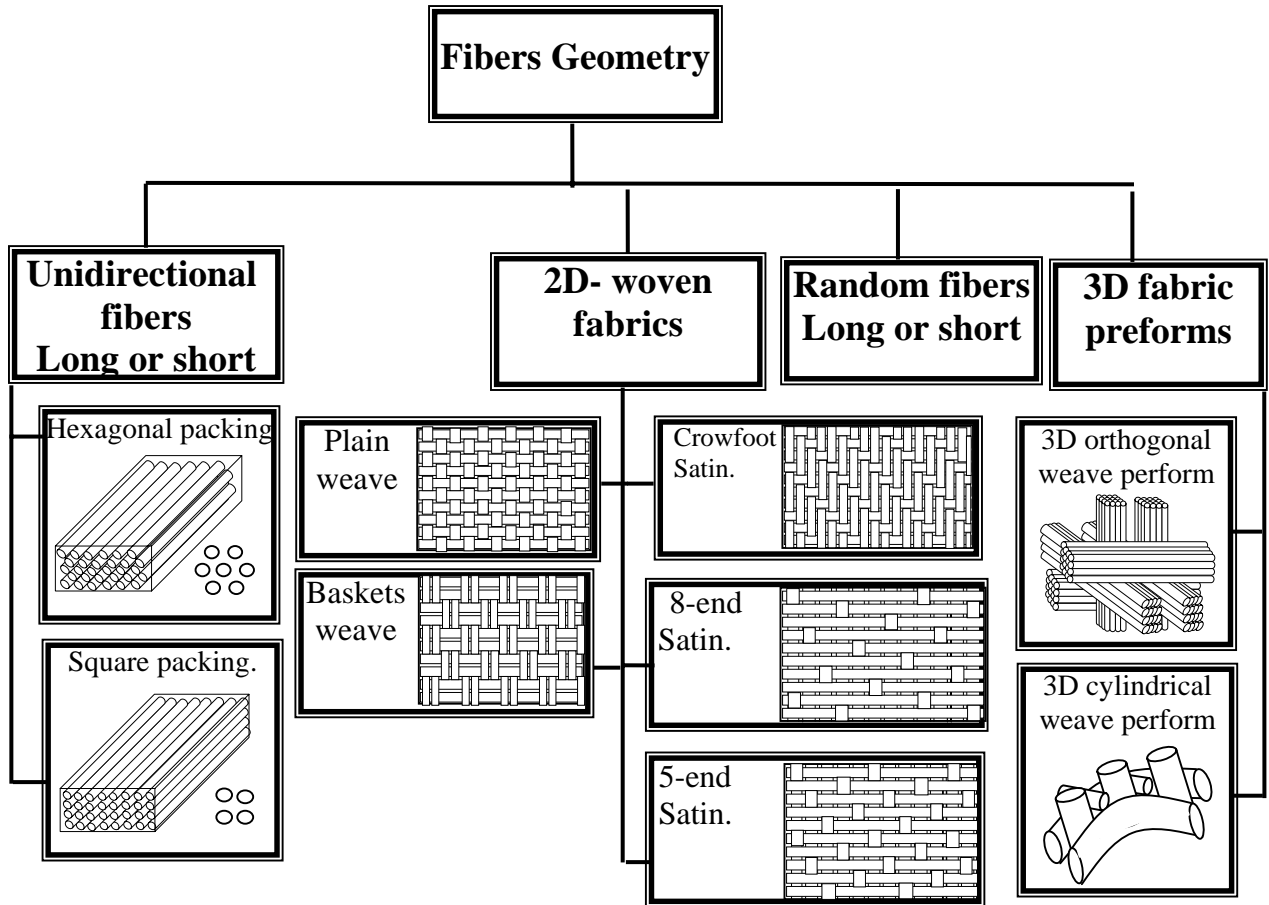 Fibers Geometry
Unidirectional
fibers
Long or short
2D- woven
fabrics
Random fibers
Long or short
3D fabric
preforms
Hexagonal packing
Square packing.
Plain
weave
Baskets
weave
Crowfoot
Satin.
8-end
Satin.
5-end
Satin.
3D orthogonal
weave perform
3D cylindrical
weave perform